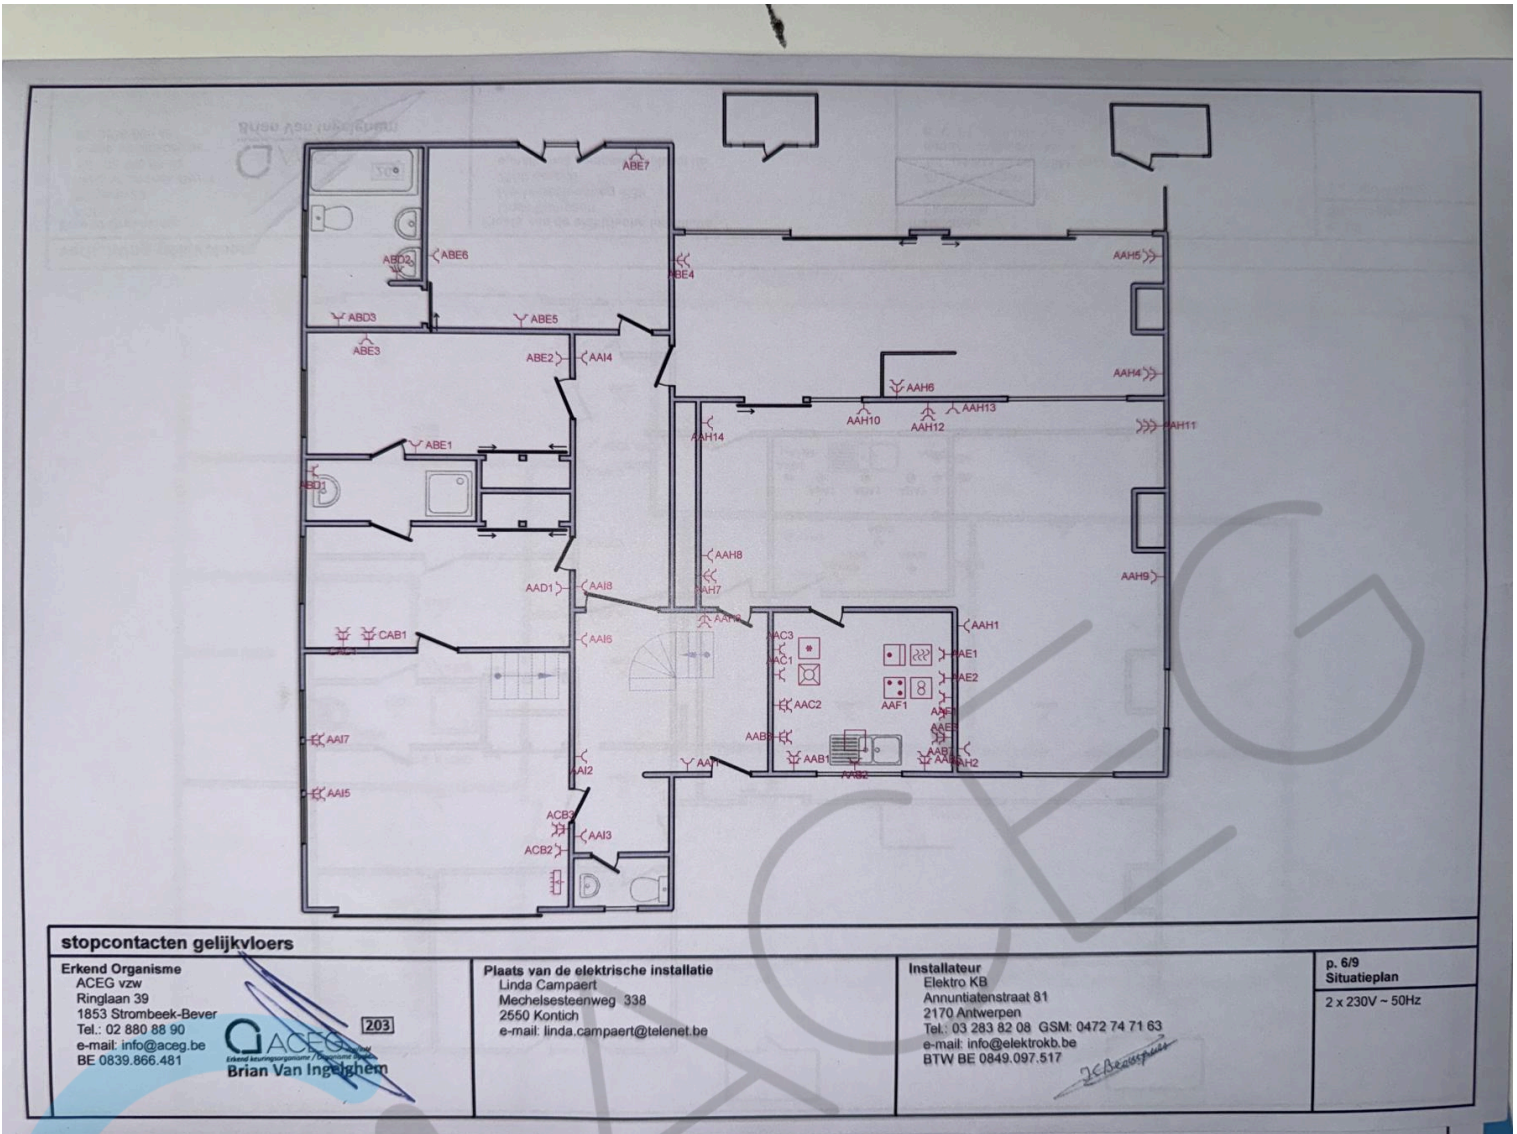 ABE7
ABD2
ABE6
ABE4
AAH5
ABD3
ABE5
ABE3
ABE2
AAI4
AAH4
AAH6
AAH10
AAH12
AAH13
AAH14
AAH11
ABE1
ABD1
AAH8
AAH7
AAH9
AAD1
AAI8
CAB1
AAI6
AAH1
AAC3
AAC1
AAE1
AAE2
AAC2
AAF1
AAI7
AAB1
AAB2
AAI2
AAI5
ACB3
AAI3
ACB2
ACEG
stopcontacten gelijkvloers
Erkend Organisme
ACEG vzw
Ringlaan 39
1853 Strombeek-Bever
Tel.: 02 880 88 90
e-mail: info@aceg.be
BE 0839.866.481
203
ACEG
Brian Van Ingelghem
Plaats van de elektrische installatie
Linda Campaert
Mechelsesteenweg 338
2550 Kontich
e-mail: linda.campaert@telenet.be
Installateur
Elektro KB
Annuntiatenstraat 81
2170 Antwerpen
Tel.: 03 283 82 08 GSM: 0472 74 71 63
e-mail: info@elektrokb.be
BTW BE 0849.097.517
p. 6/9
Situatieplan
2 x 230V ~ 50Hz